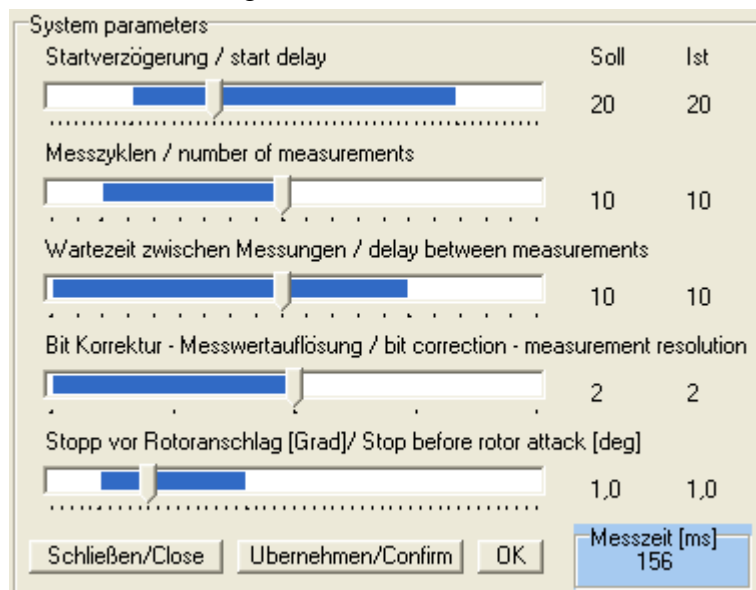 System parameters
Startverzögerung / start delay Soll Ist
20 20
Messzyklen / number of measurements
10 10
Wartezeit zwischen Messungen / delay between measurements
10 10
Bit Korrektur - Messwertauflösung / bit correction - measurement resolution
2 2
Stopp vor Rotoranschlag [Grad]/ Stop before rotor attack [deg]
1,0 1,0
Schließen/Close Ubernehmen/Confirm OK Messzeit [ms]
156